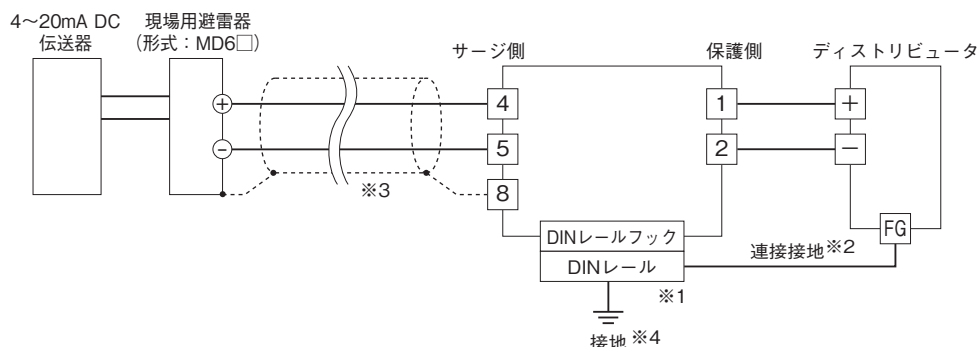 4～20mA DC
伝送器
現場用避雷器
(形式：MD6□)
サージ側
保護側
ディストリビュータ
+
−
4
5
8
1
2
+
−
※3
DINレールフック
DINレール
FG
連接接地※2
※1
接地 ※4